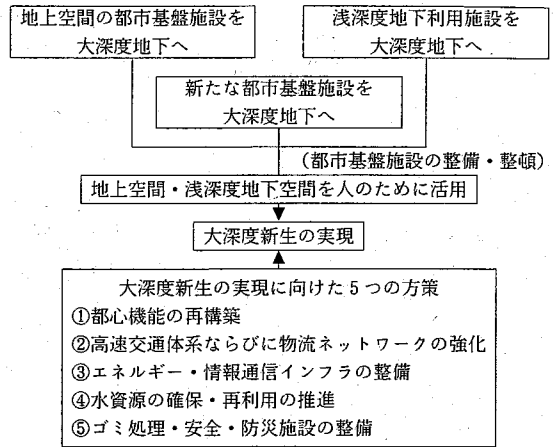 地上空間の都市基盤施設を
大深度地下へ
浅深度地下利用施設を
大深度地下へ
新たな都市基盤施設を
大深度地下へ
（都市基盤施設の整備・整頓）
地上空間・浅深度地下空間を人のために活用
大深度新生の実現
大深度新生の実現に向けた5つの方策
①都心機能の再構築
②高速交通体系ならびに物流ネットワークの強化
③エネルギー・情報通信インフラの整備
④水資源の確保・再利用の推進
⑤ゴミ処理・安全・防災施設の整備